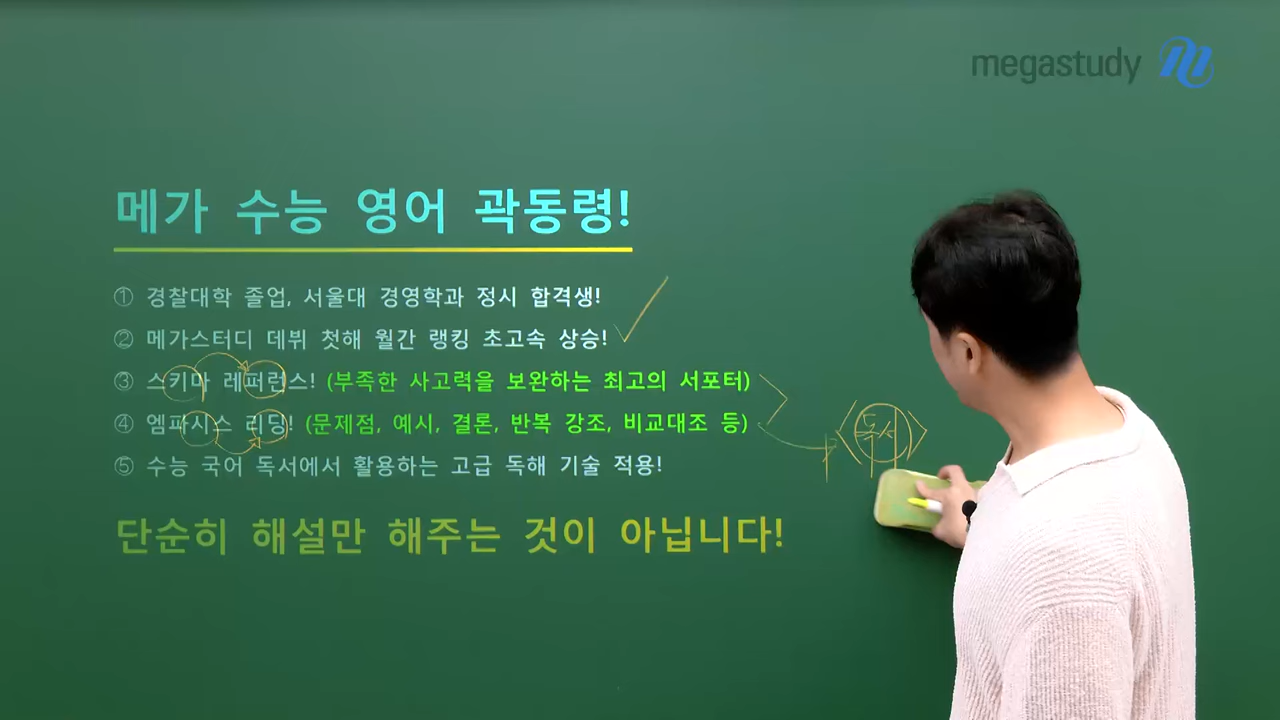 megastudy
메가 수능 영어 곽동령!
① 경찰대학 졸업, 서울대 경영학과 정시 합격생!
② 메가스터디 데뷔 첫해 월간 랭킹 초고속 상승!
③ 스키마 레퍼런스! (부족한 사고력을 보완하는 최고의 서포터)
④ 엠파시스 리딩! (문제점, 예시, 결론, 반복 강조, 비교대조 등)
독서
⑤ 수능 국어 독서에서 활용하는 고급 독해 기술 적용!
단순히 해설만 해주는 것이 아닙니다!